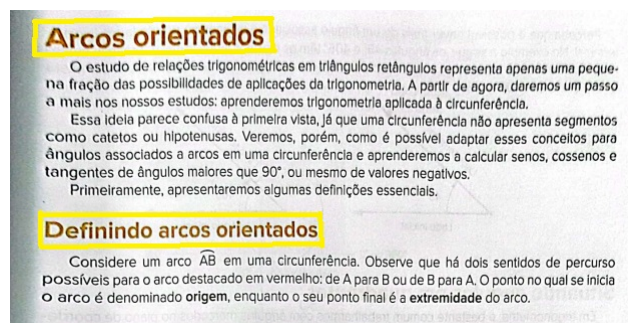 Arcos orientados
O estudo de relações trigonométricas em triângulos retângulos representa apenas uma peque-
na fração das possibilidades de aplicações da trigonometria. A partir de agora, daremos um passo
a mais nos nossos estudos: aprenderemos trigonometria aplicada à circunferência.
Essa ideia parece confusa à primeira vista, já que uma circunferência não apresenta segmentos
como catetos ou hipotenusas. Veremos, porém, como é possível adaptar esses conceitos para
ângulos associados a arcos em uma circunferência e aprenderemos a calcular senos, cossenos e
tangentes de ângulos maiores que 90°, ou mesmo de valores negativos.
Primeiramente, apresentaremos algumas definições essenciais.
Definindo arcos orientados
Considere um arco A͡B em uma circunferência. Observe que há dois sentidos de percurso
possíveis para o arco destacado em vermelho: de A para B ou de B para A. O ponto no qual se inicia
o arco é denominado origem, enquanto o seu ponto final é a extremidade do arco.